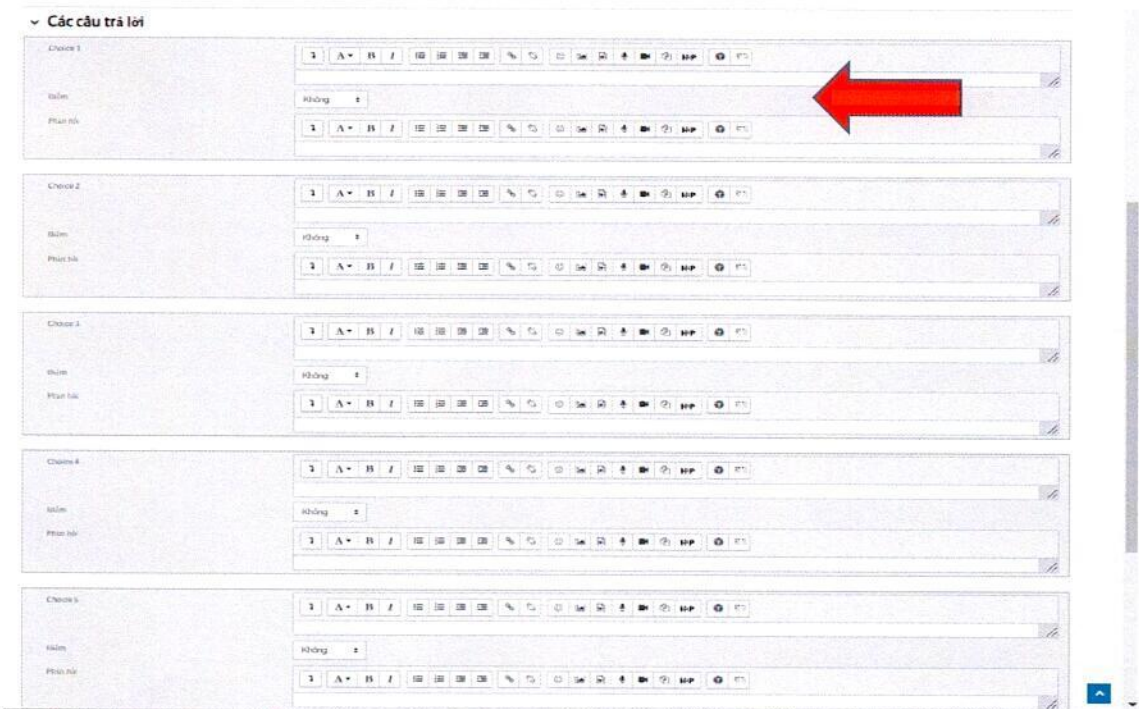 Các câu trả lời
Choice 1
A B I H-P
Điểm
Không
Phản hồi
A B I H-P
Choice 2
A B I H-P
Điểm
Không
Phản hồi
A B I H-P
Choice 3
A B I H-P
Điểm
Không
Phản hồi
A B I H-P
Choice 4
A B I H-P
Điểm
Không
Phản hồi
A B I H-P
Choice 5
A B I H-P
Điểm
Không
Phản hồi
A B I H-P